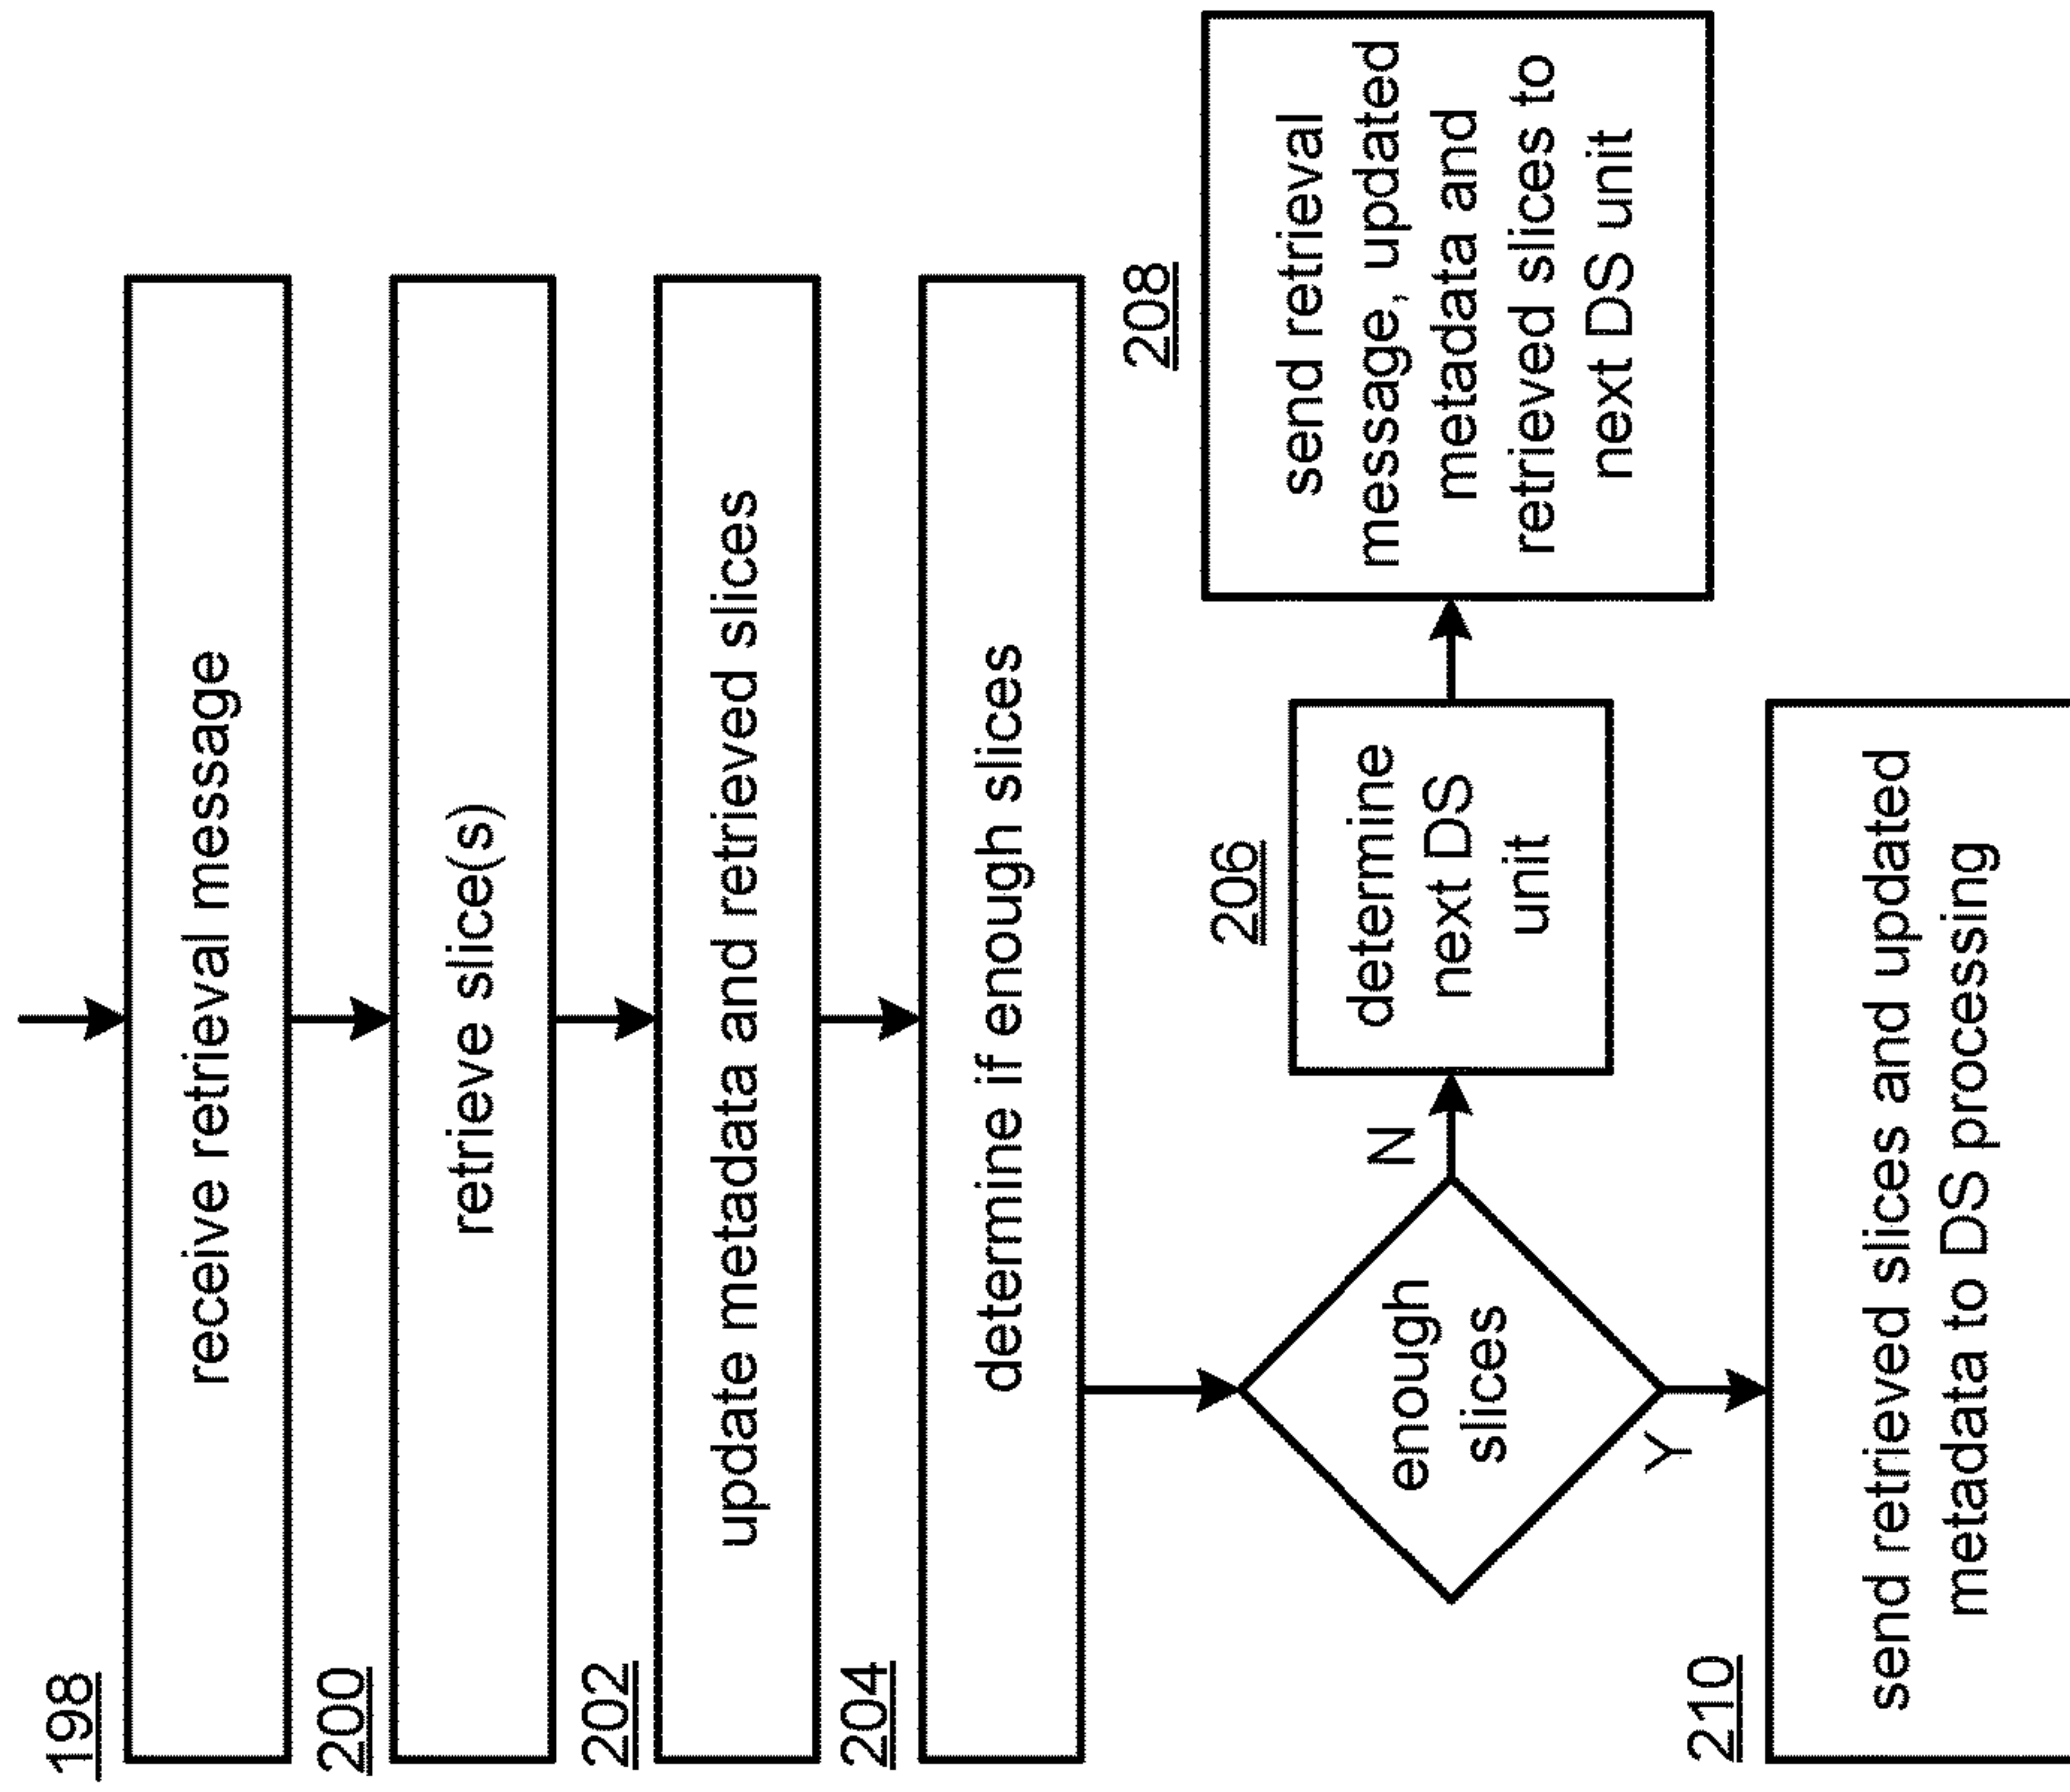 198
receive retrieval message
200
retrieve slice(s)
202
update metadata and retrieved slices
204
determine if enough slices
enough
slices
N
Y
206
determine
next DS
unit
208
send retrieval
message, updated
metadata and
retrieved slices to
next DS unit
210
send retrieved slices and updated
metadata to DS processing